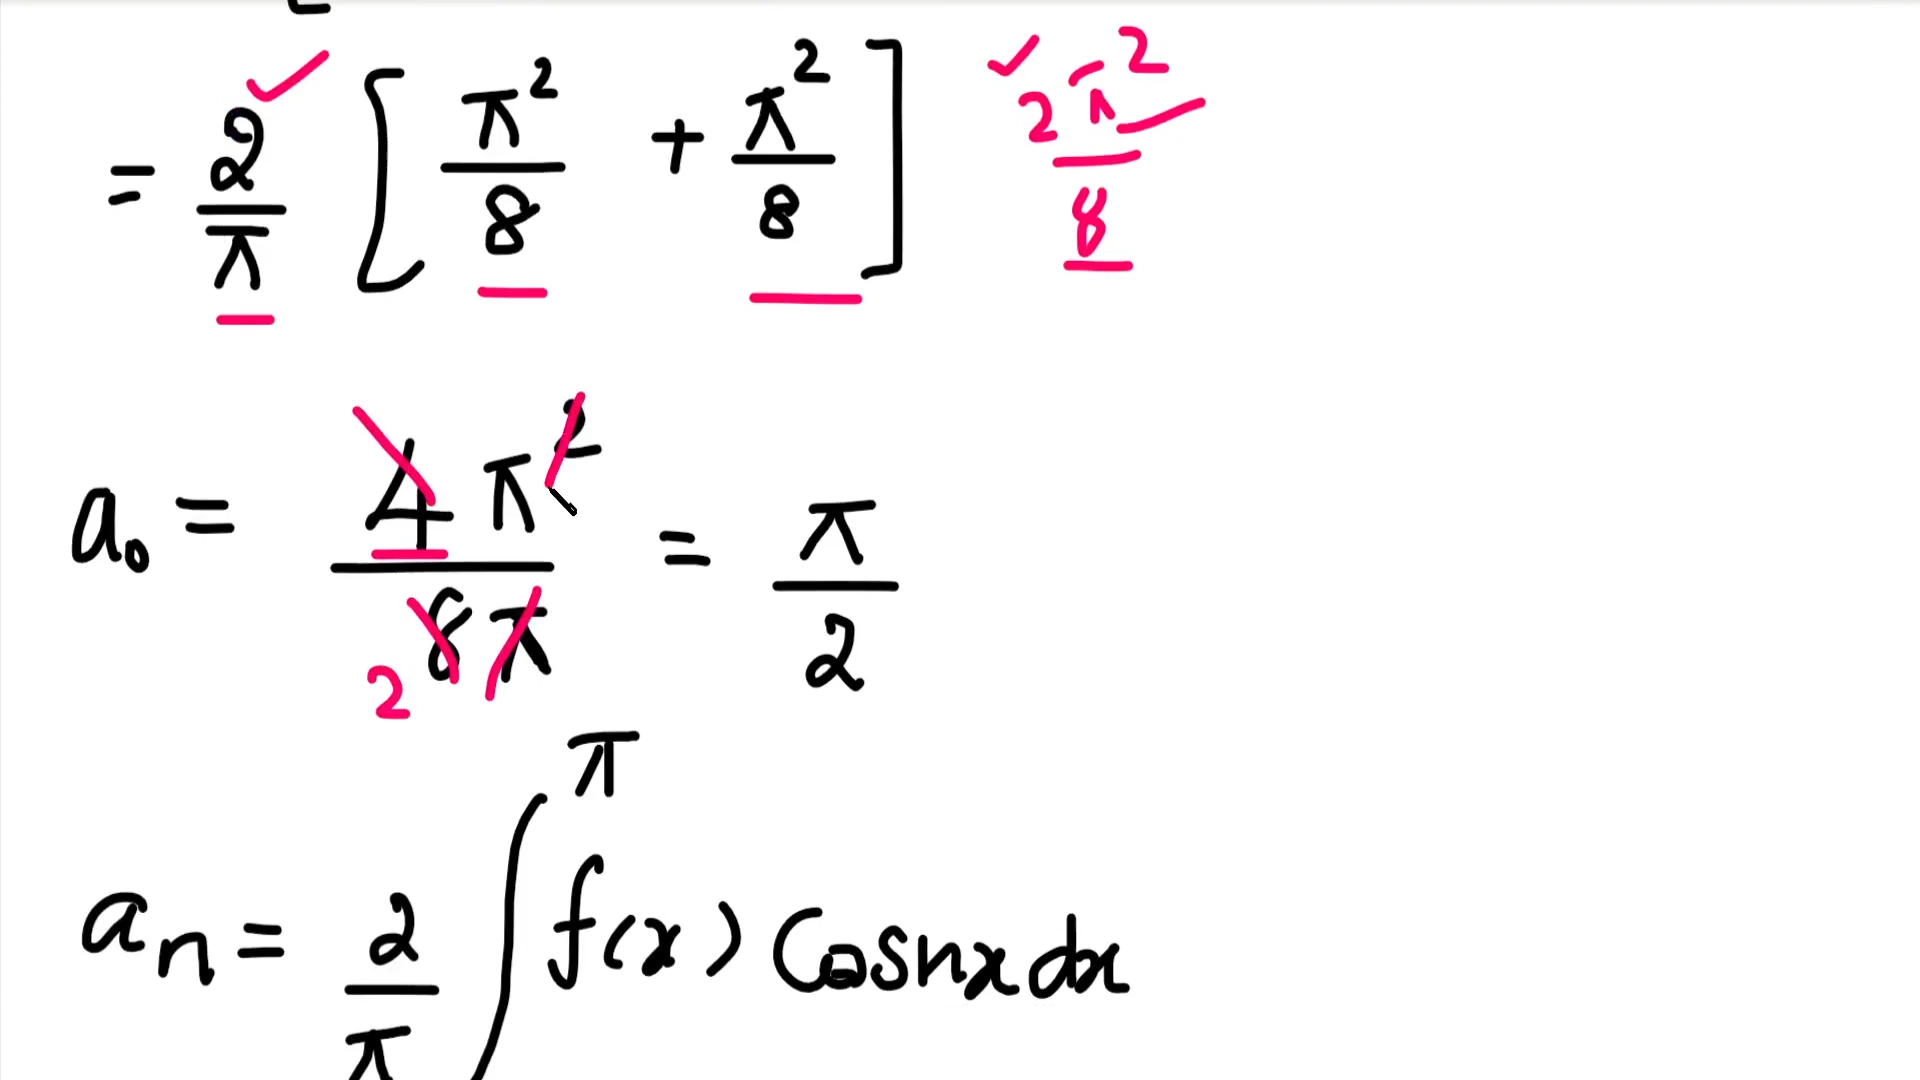 = 2/π [ π²/8 + π²/8 ] 2π²/8
a₀ = 4π²/8π = π/2
2
aₙ = 2/π ∫ π f(x) Cosnx dx